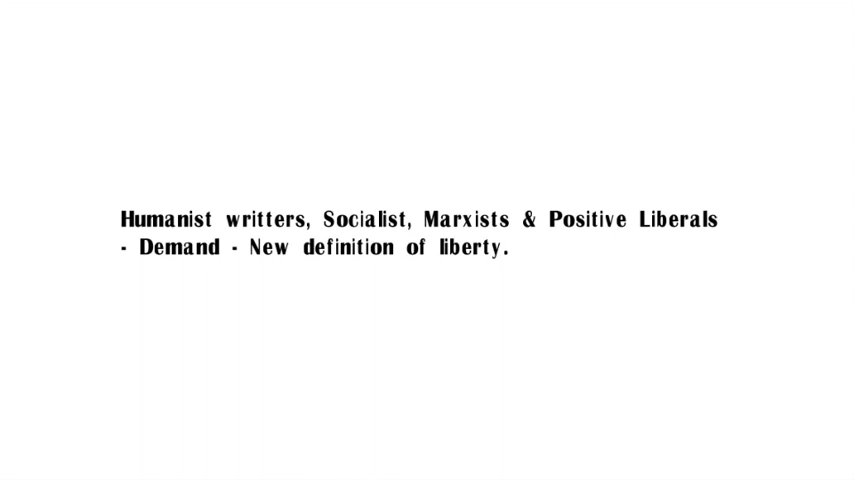 Humanist writters, Socialist, Marxists & Positive Liberals
- Demand - New definition of liberty.